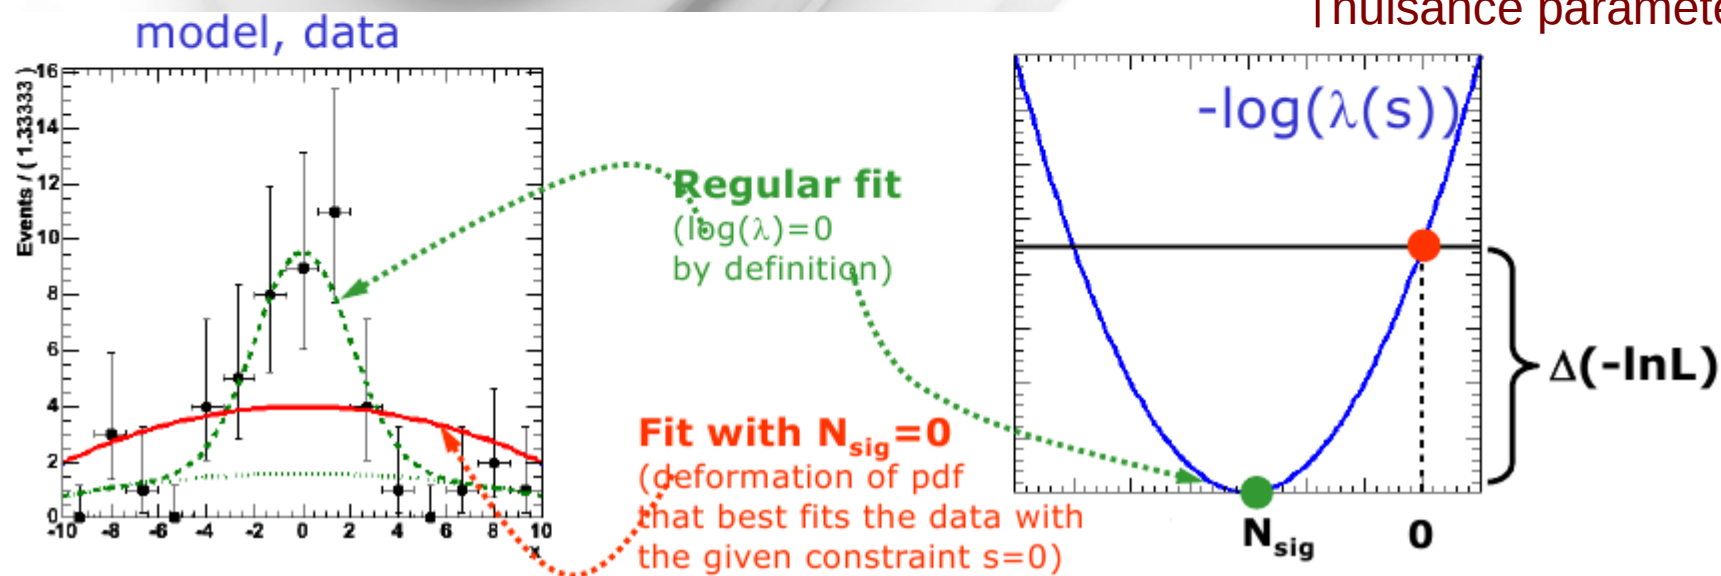 model, data
Events / ( 1.33333 )
16
14
12
10
8
6
4
2
0
-10 -8 -6 -4 -2 0 2 4 6 8 10
x
Regular fit
(log(λ)=0
by definition)
Fit with Nsig=0
(deformation of pdf
that best fits the data with
the given constraint s=0)
-log(λ(s))
Δ(-lnL)
Nsig 0